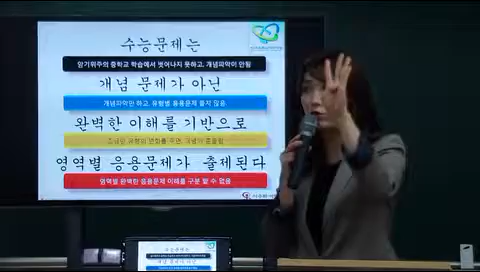 수능문제는
암기위주의 중학교 학습에서 벗어나지 못하고, 개념파악이 안됨
개념 문제가 아닌
개념파악만 하고, 유형별 응용문제 풀지 않음
완벽한 이해를 기반으로
영역별 응용문제가 출제된다
영역별 완벽한 응용문제 이해를 구분 할 수 없음